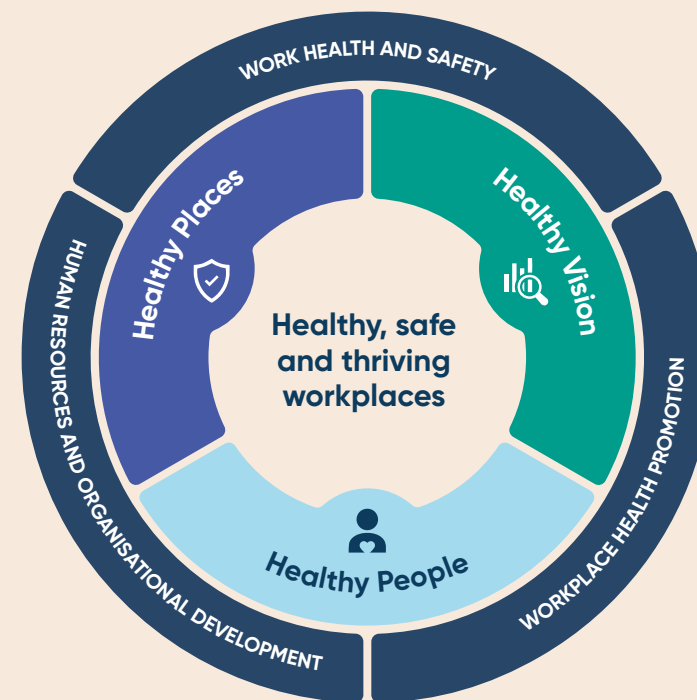 WORK HEALTH AND SAFETY
Healthy Places
Healthy Vision
Healthy, safe
and thriving
workplaces
Healthy People
HUMAN RESOURCES AND ORGANISATIONAL DEVELOPMENT
WORKPLACE HEALTH PROMOTION